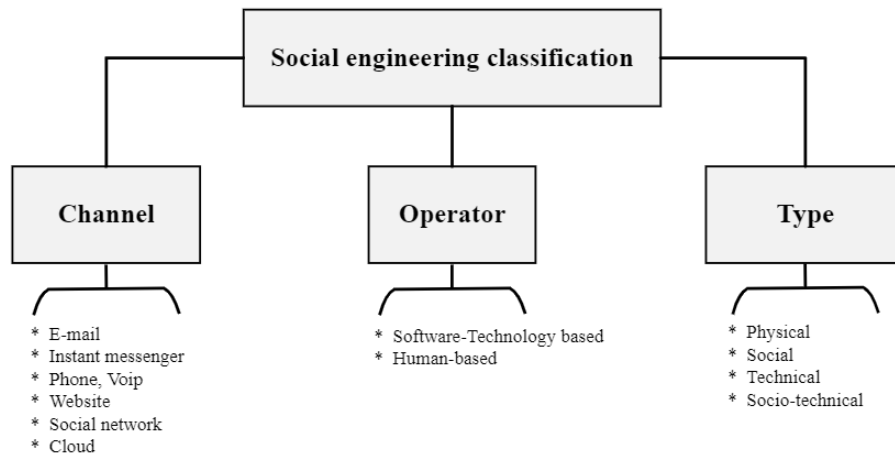 Social engineering classification
Channel
Operator
Type
* E-mail
* Instant messenger
* Phone, Voip
* Website
* Social network
* Cloud
* Software-Technology based
* Human-based
* Physical
* Social
* Technical
* Socio-technical